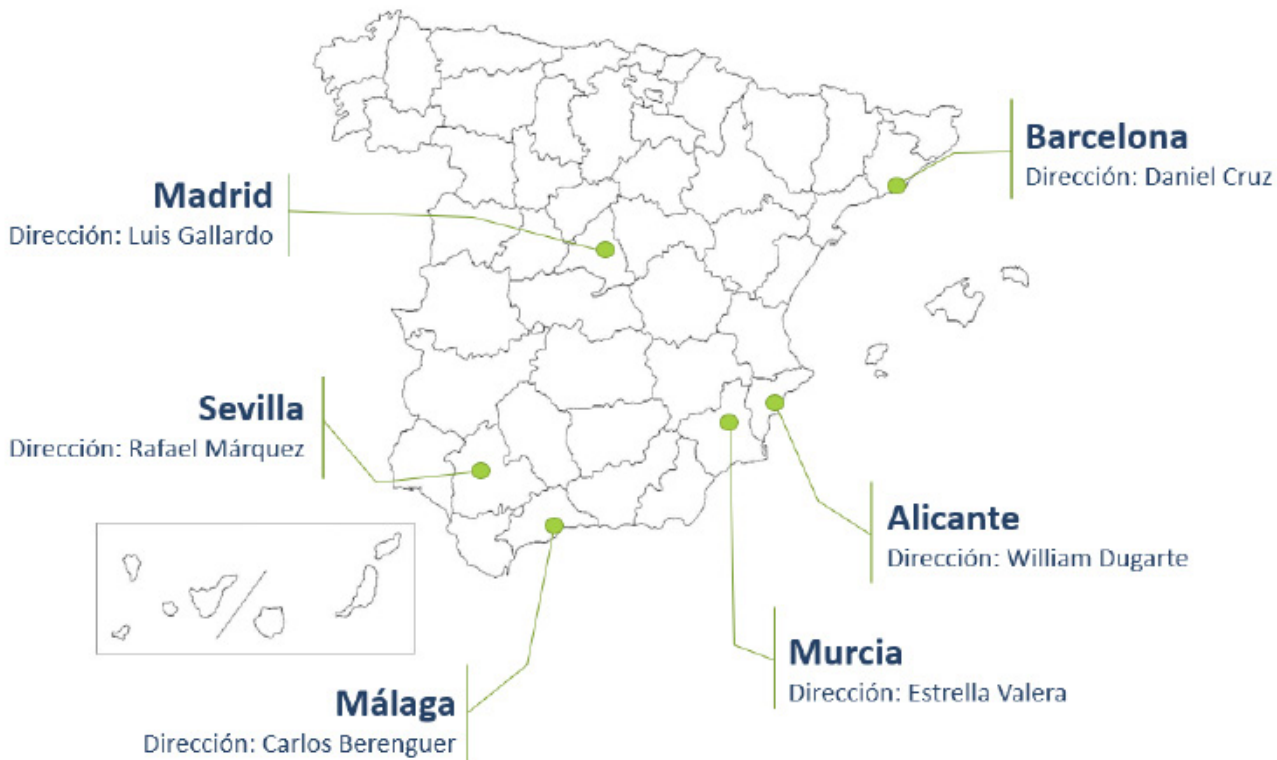 Barcelona
Dirección: Daniel Cruz
Madrid
Dirección: Luis Gallardo
Sevilla
Dirección: Rafael Márquez
Alicante
Dirección: William Dugarte
Murcia
Dirección: Estrella Valera
Málaga
Dirección: Carlos Berenguer